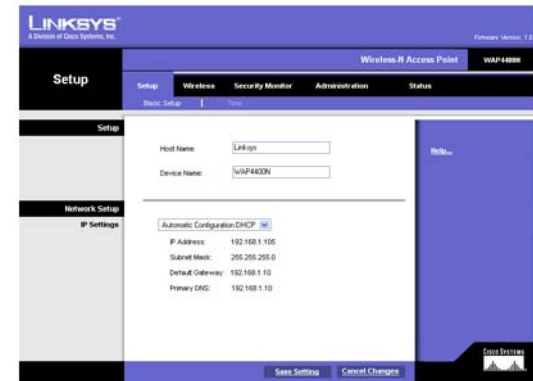 LINKSYS®
A Division of Cisco Systems, Inc.
Firmware Version: 1.0
Wireless-N Access Point
WAP4400N
Setup
Setup Wireless Security Monitor Administration Status
Basic Setup | Time
Setup
Host Name: Linksys
Help...
Device Name: WAP4400N
Network Setup
IP Settings
Automatic Configuration DHCP
IP Address: 192.168.1.105
Subnet Mask: 255.255.255.0
Default Gateway: 192.168.1.10
Primary DNS: 192.168.1.10
Save Setting Cancel Changes
CISCO SYSTEMS